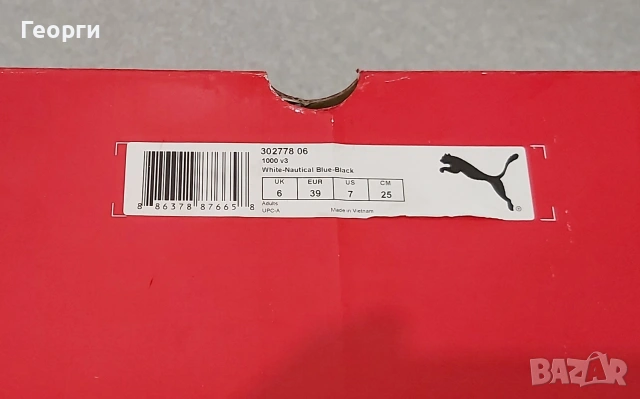 Георги
302778 06
1000 v3
White-Nautical Blue-Black
UK EUR US CM
6 39 7 25
8 86378 87665 8
Adults
UPC-A Made in Vietnam
®
BAZAR